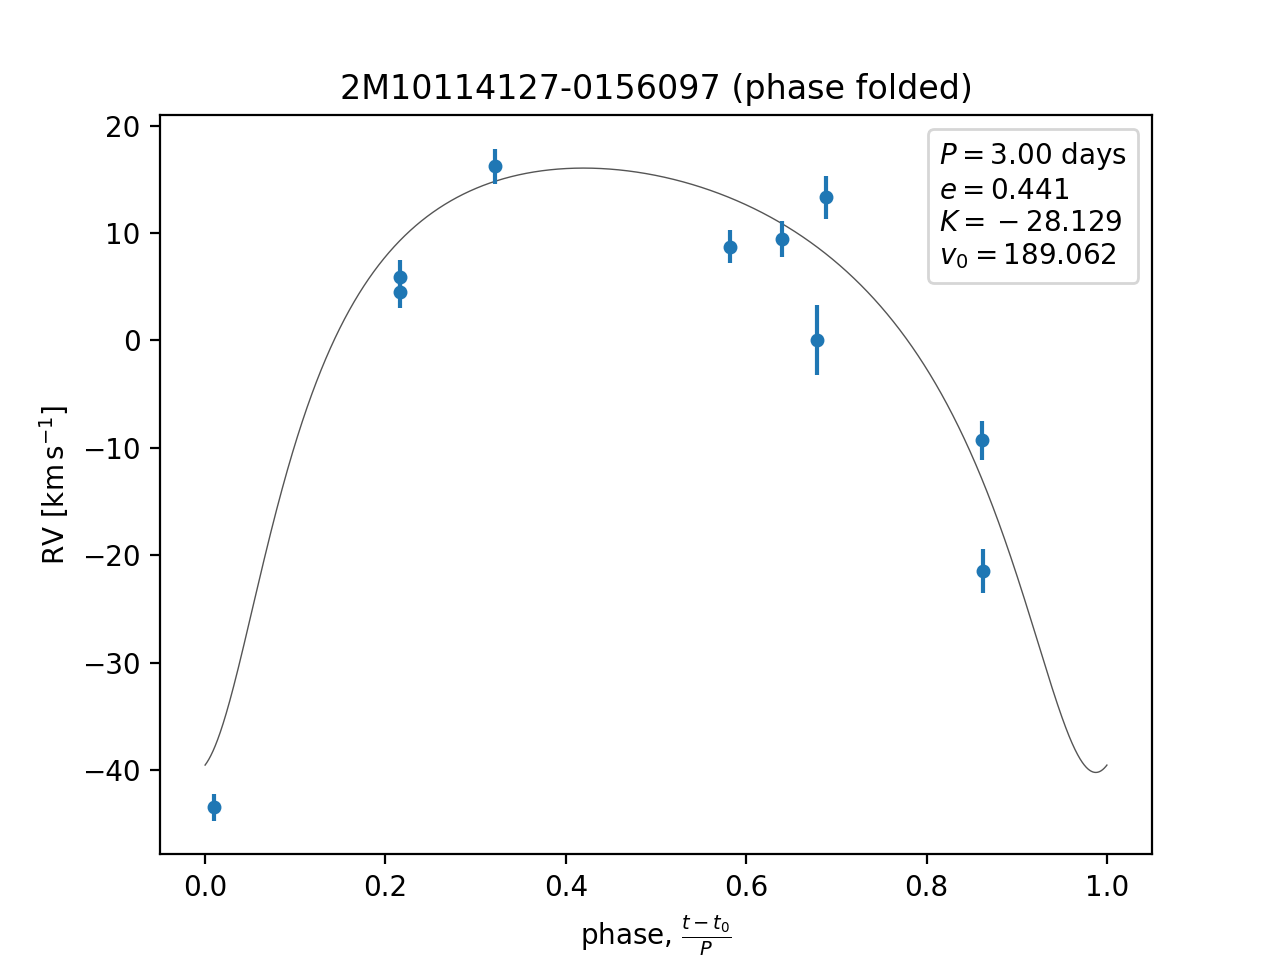 2M10114127-0156097 (phase folded)
P = 3.00 days
e = 0.441
K = −28.129
v₀ = 189.062
20
10
0
−10
−20
−30
−40
RV [km s⁻¹]
0.0 0.2 0.4 0.6 0.8 1.0
phase, (t − t₀)/P